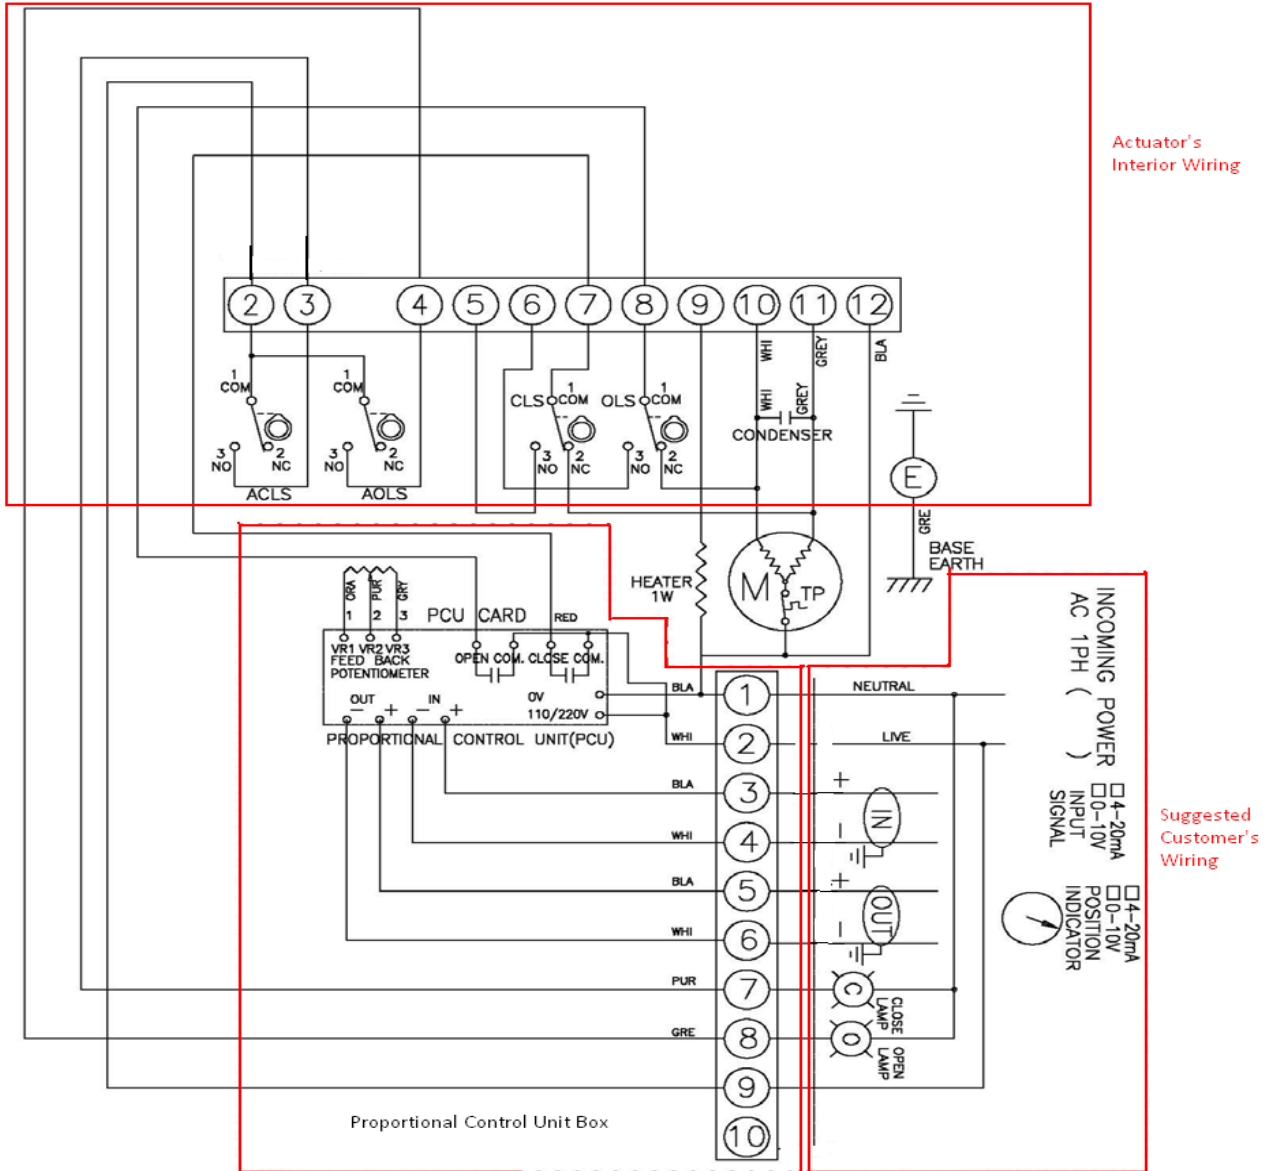 Actuator's
Interior Wiring
2 3 4 5 6 7 8 9 10 11 12
WHI
GREY
BLA
1
COM
1
COM
CLS
1
COM
OLS
1
COM
WHI
GREY
CONDENSER
3
NO
2
NC
3
NO
2
NC
3
NO
2
NC
3
NO
2
NC
ACLS
AOLS
E
GRE
BASE
EARTH
HEATER
1W
M
TP
ORA
PUR
GRY
1 2 3
PCU CARD
RED
VR1 VR2 VR3
FEED BACK
POTENTIOMETER
OPEN COM. CLOSE COM.
OUT
- +
IN
- +
0V
110/220V
PROPORTIONAL CONTROL UNIT(PCU)
BLA 1 NEUTRAL
WHI 2 LIVE
BLA 3 +
WHI 4 -
IN
BLA 5 +
WHI 6 -
OUT
PUR 7 C
CLOSE
LAMP
GRE 8 O
OPEN
LAMP
9
10
INCOMING POWER
AC 1PH ( )
□4-20mA
□0-10V
INPUT
SIGNAL
□4-20mA
□0-10V
POSITION
INDICATOR
Suggested
Customer's
Wiring
Proportional Control Unit Box